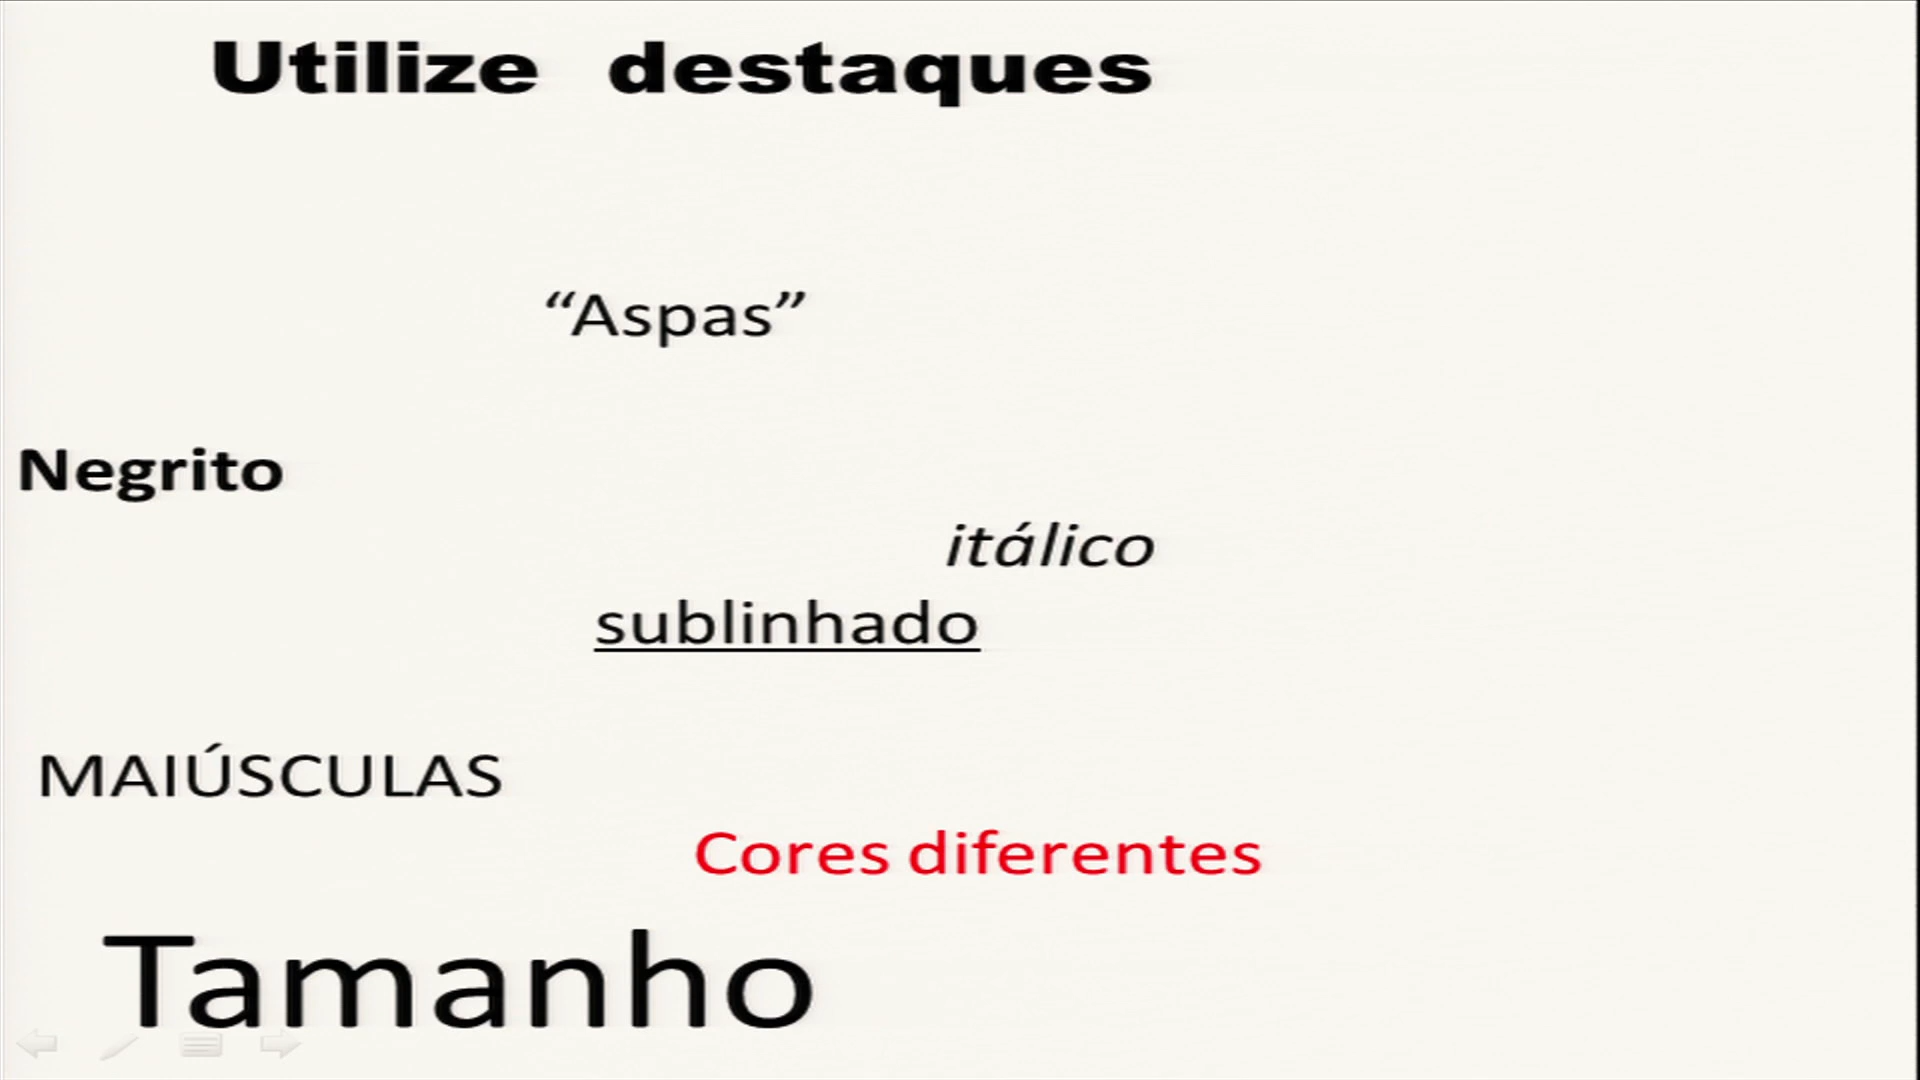 Utilize destaques
“Aspas”
Negrito
itálico
sublinhado
MAIÚSCULAS
Cores diferentes
Tamanho